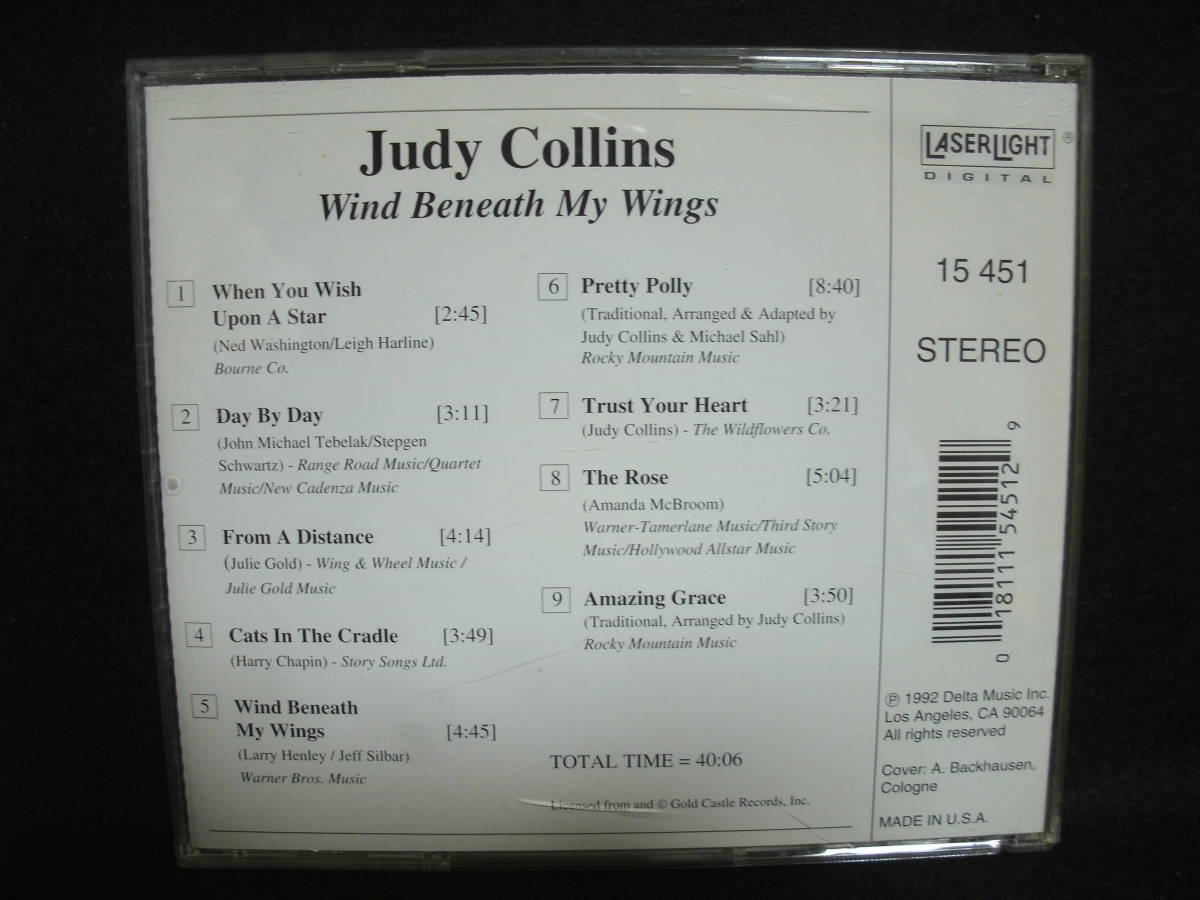 Judy Collins
Wind Beneath My Wings
1 When You Wish
Upon A Star [2:45]
(Ned Washington/Leigh Harline)
Bourne Co.
2 Day By Day [3:11]
(John Michael Tebelak/Stepgen
Schwartz) - Range Road Music/Quartet
Music/New Cadenza Music
3 From A Distance [4:14]
(Julie Gold) - Wing & Wheel Music /
Julie Gold Music
4 Cats In The Cradle [3:49]
(Harry Chapin) - Story Songs Ltd.
5 Wind Beneath
My Wings [4:45]
(Larry Henley / Jeff Silbar)
Warner Bros. Music
6 Pretty Polly [8:40]
(Traditional, Arranged & Adapted by
Judy Collins & Michael Sahl)
Rocky Mountain Music
7 Trust Your Heart [3:21]
(Judy Collins) - The Wildflowers Co.
8 The Rose [5:04]
(Amanda McBroom)
Warner-Tamerlane Music/Third Story
Music/Hollywood Allstar Music
9 Amazing Grace [3:50]
(Traditional, Arranged by Judy Collins)
Rocky Mountain Music
TOTAL TIME = 40:06
Licensed from and © Gold Castle Records, Inc.
LASERLIGHT ®
DIGITAL
15 451
STEREO
0 18111 54512 9
℗ 1992 Delta Music Inc.
Los Angeles, CA 90064
All rights reserved
Cover: A. Backhausen,
Cologne
MADE IN U.S.A.